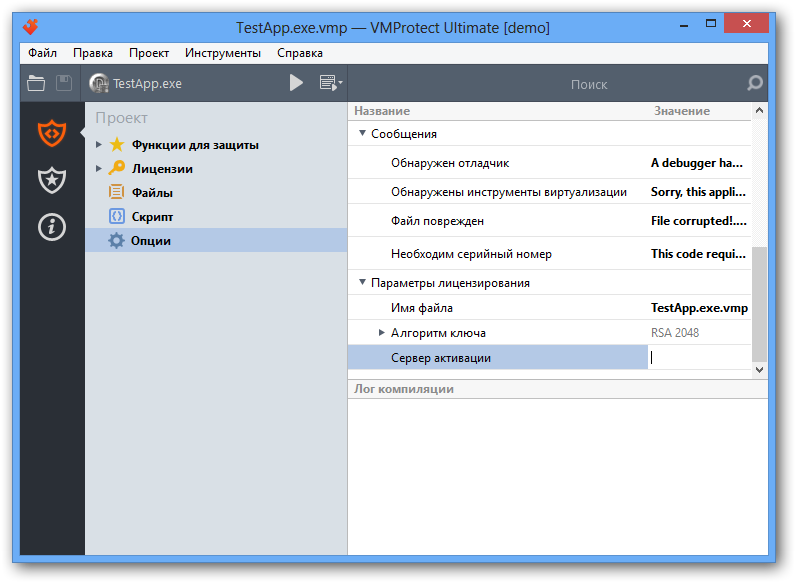 TestApp.exe.vmp — VMProtect Ultimate [demo]
Файл Правка Проект Инструменты Справка
TestApp.exe
Поиск
Проект
Функции для защиты
Лицензии
Файлы
Скрипт
Опции
Название Значение
Сообщения
Обнаружен отладчик A debugger ha...
Обнаружены инструменты виртуализации Sorry, this appli...
Файл поврежден File corrupted!....
Необходим серийный номер This code requi...
Параметры лицензирования
Имя файла TestApp.exe.vmp
Алгоритм ключа RSA 2048
Сервер активации
Лог компиляции